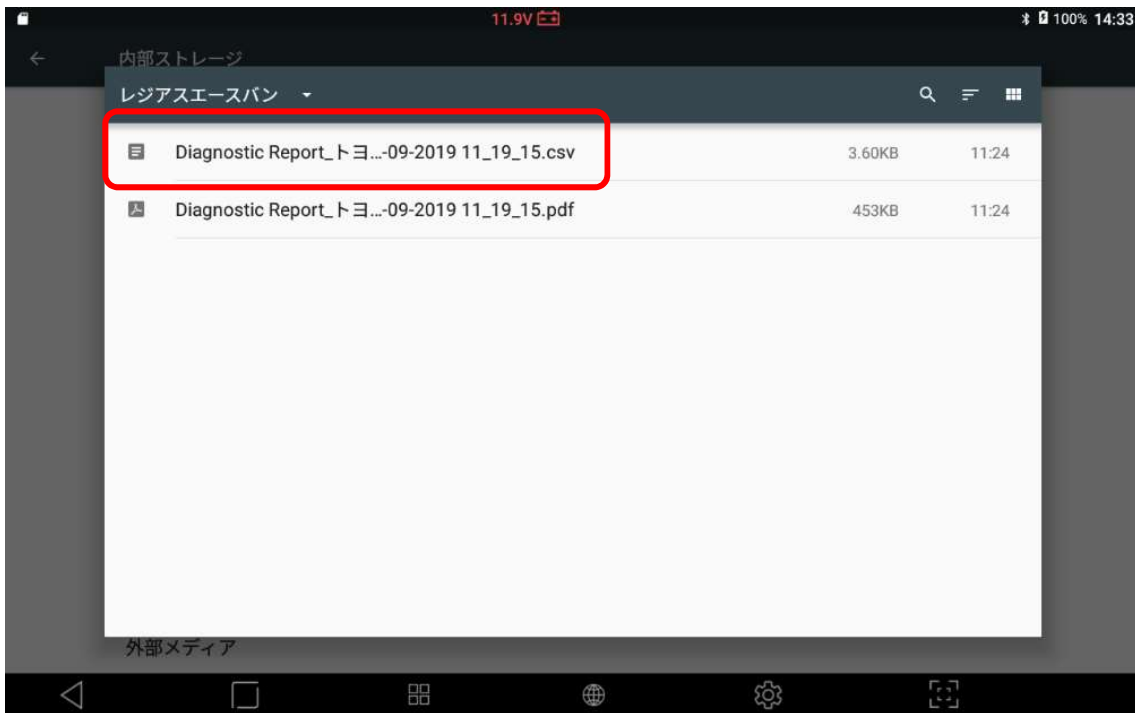 11.9V 100% 14:33
内部ストレージ
レジアスエースバン
Diagnostic Report_トヨ...-09-2019 11_19_15.csv 3.60KB 11:24
Diagnostic Report_トヨ...-09-2019 11_19_15.pdf 453KB 11:24
外部メディア